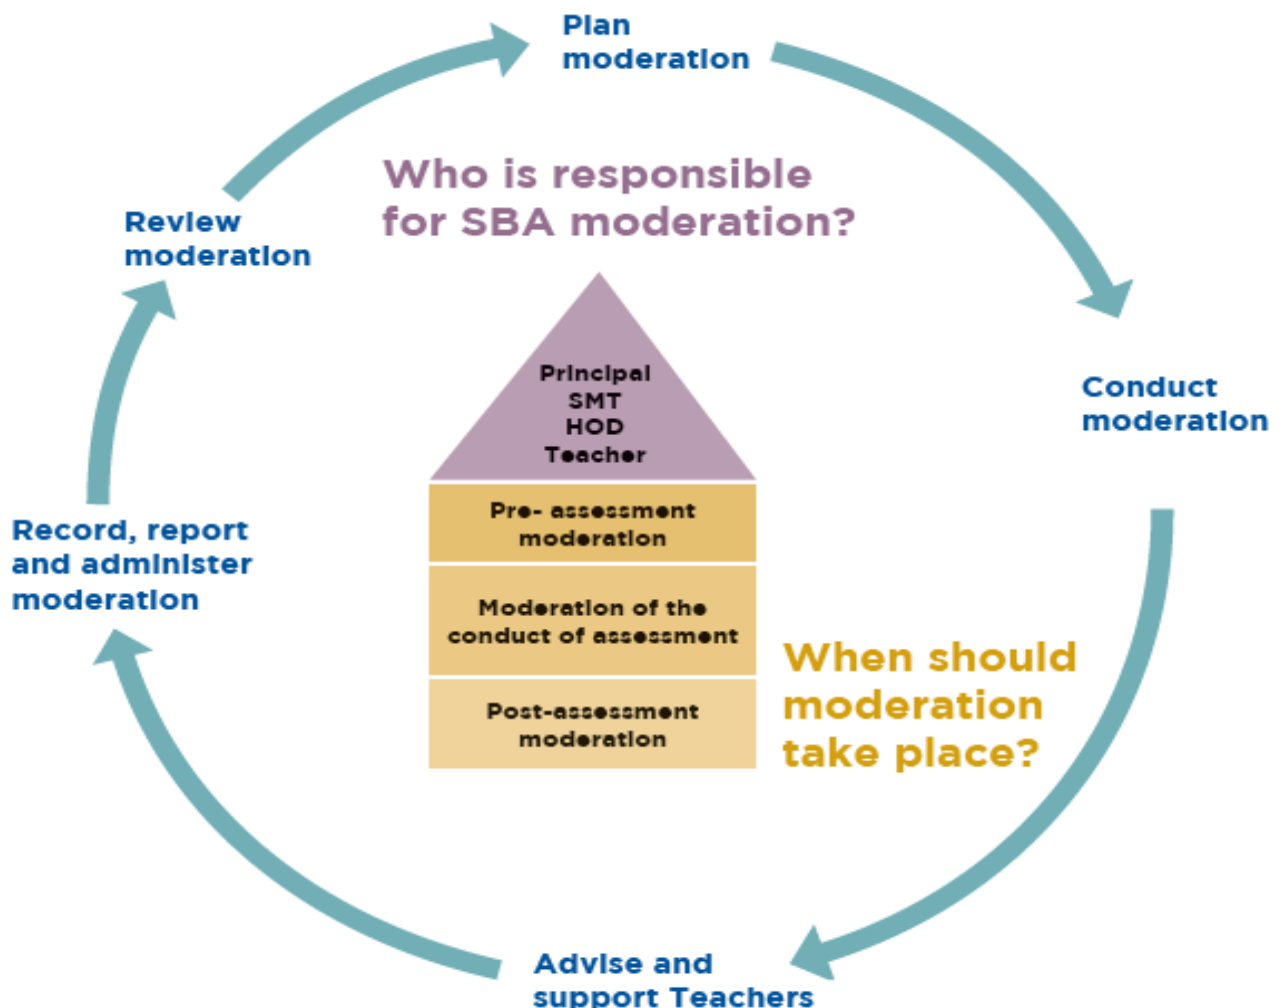 Plan
moderation
Who is responsible
for SBA moderation?
Review
moderation
Principal
SMT
HOD
Teacher
Conduct
moderation
Pre- assessment
moderation
Record, report
and administer
moderation
Moderation of the
conduct of assessment
When should
moderation
take place?
Post-assessment
moderation
Advise and
support Teachers